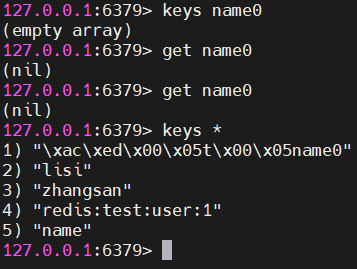 127.0.0.1:6379> keys name0
(empty array)
127.0.0.1:6379> get name0
(nil)
127.0.0.1:6379> get name0
(nil)
127.0.0.1:6379> keys *
1) "\xac\xed\x00\x05t\x00\x05name0"
2) "lisi"
3) "zhangsan"
4) "redis:test:user:1"
5) "name"
127.0.0.1:6379>